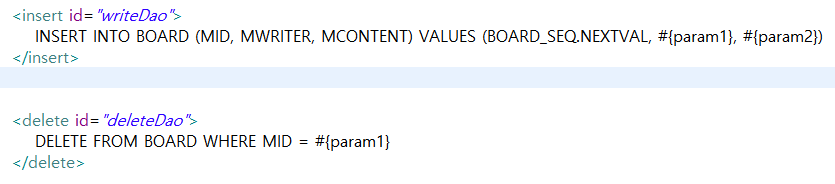 <insert id="writeDao">
INSERT INTO BOARD (MID, MWRITER, MCONTENT) VALUES (BOARD_SEQ.NEXTVAL, #{param1}, #{param2})
</insert>
<delete id="deleteDao">
DELETE FROM BOARD WHERE MID = #{param1}
</delete>